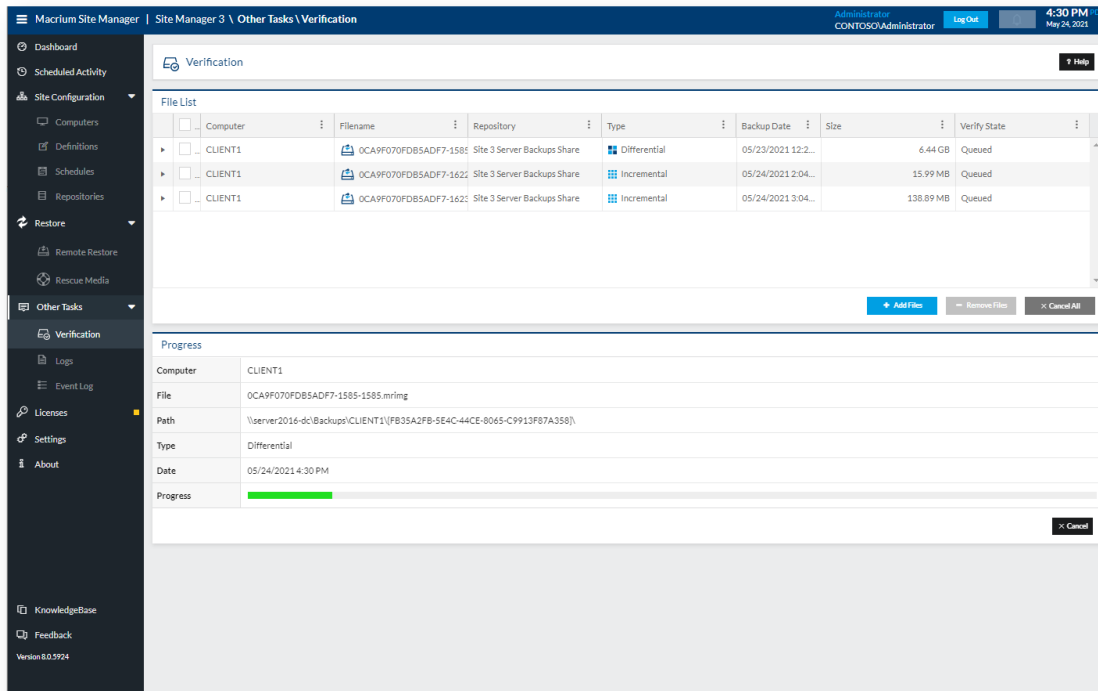 Macrium Site Manager | Site Manager 3 \ Other Tasks \ Verification
Administrator
CONTOSO\Administrator
Log Out
4:30 PM
May 24, 2021
Dashboard
Scheduled Activity
Site Configuration
Computers
Definitions
Schedules
Repositories
Restore
Remote Restore
Rescue Media
Other Tasks
Verification
Logs
Event Log
Licenses
Settings
About
KnowledgeBase
Feedback
Version 8.0.5924
Verification
? Help
File List
Computer Filename Repository Type Backup Date Size Verify State
CLIENT1 0CA9F070FDB5ADF7-1585 Site 3 Server Backups Share Differential 05/23/2021 12:2... 6.44 GB Queued
CLIENT1 0CA9F070FDB5ADF7-1622 Site 3 Server Backups Share Incremental 05/24/2021 2:04... 15.99 MB Queued
CLIENT1 0CA9F070FDB5ADF7-1623 Site 3 Server Backups Share Incremental 05/24/2021 3:04... 138.89 MB Queued
+ Add Files
− Remove Files
× Cancel All
Progress
Computer CLIENT1
File 0CA9F070FDB5ADF7-1585-1585.mrimg
Path \\server2016-dc\Backups\CLIENT1\{FB35A2FB-5E4C-44CE-8065-C9913F87A358}\
Type Differential
Date 05/24/2021 4:30 PM
Progress
× Cancel